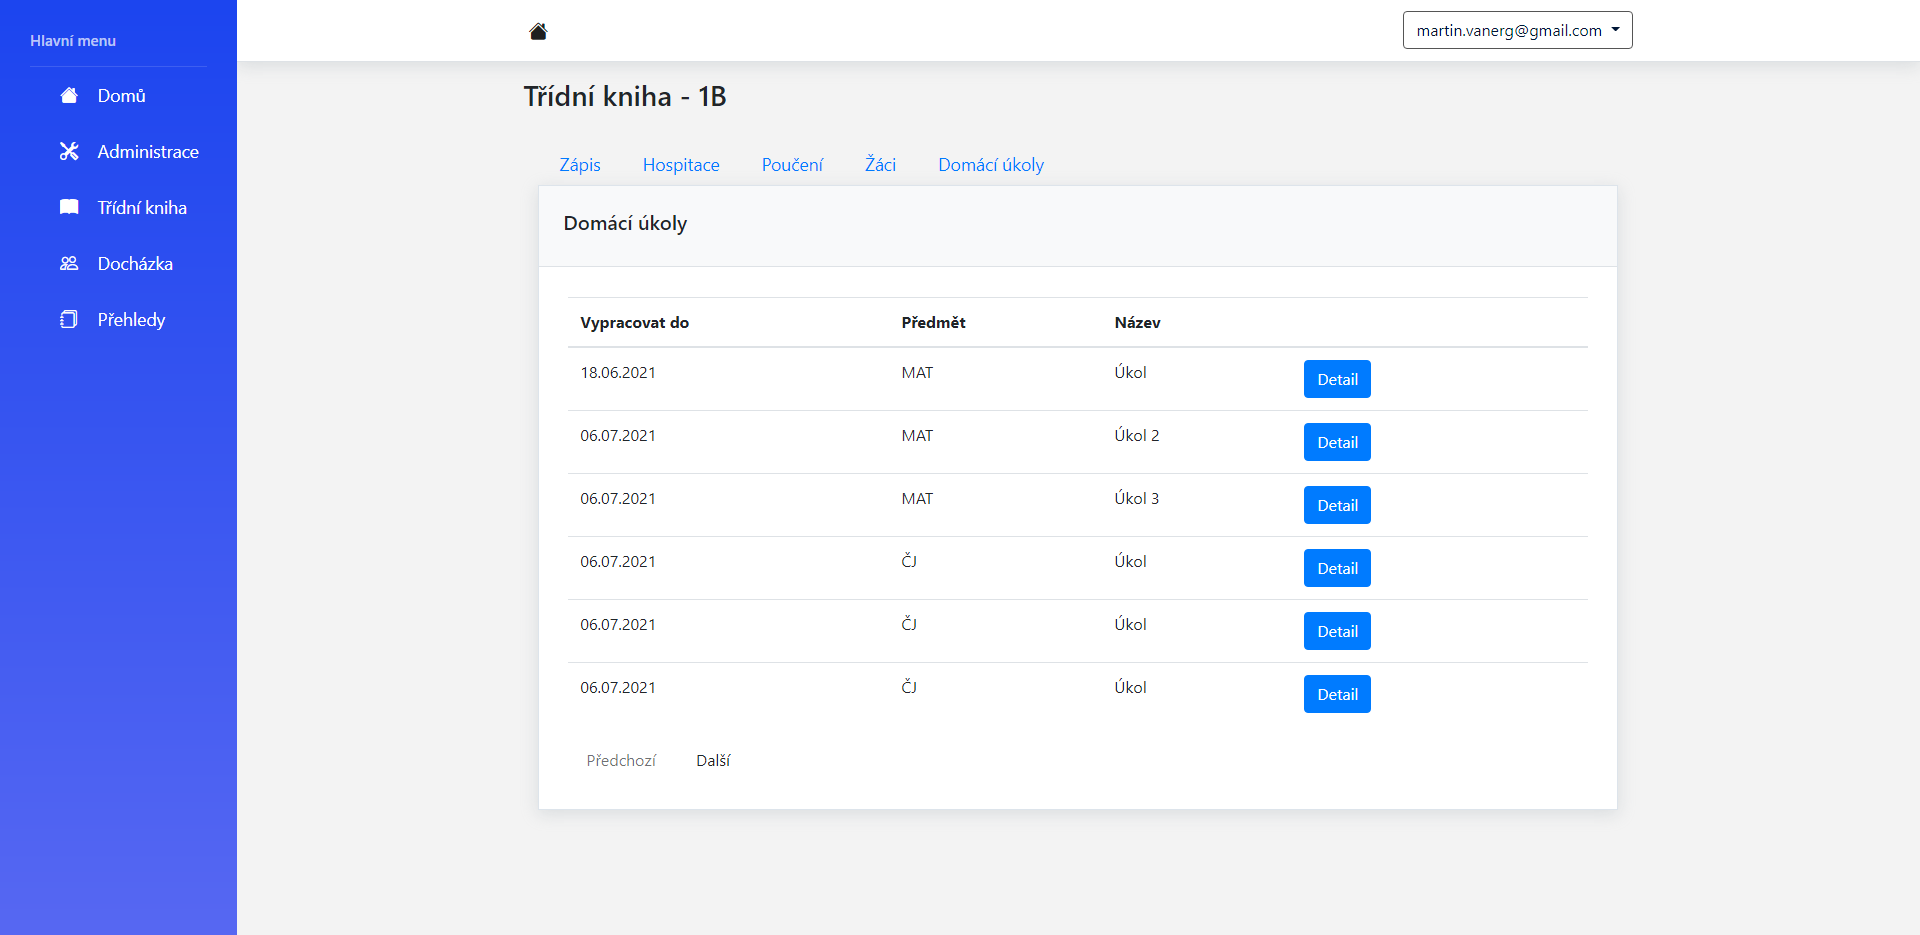 Hlavní menu
Domů
Administrace
Třídní kniha
Docházka
Přehledy
martin.vanerg@gmail.com
Třídní kniha - 1B
Zápis Hospitace Poučení Žáci Domácí úkoly
Domácí úkoly
Vypracovat do Předmět Název
18.06.2021 MAT Úkol Detail
06.07.2021 MAT Úkol 2 Detail
06.07.2021 MAT Úkol 3 Detail
06.07.2021 ČJ Úkol Detail
06.07.2021 ČJ Úkol Detail
06.07.2021 ČJ Úkol Detail
Předchozí Další